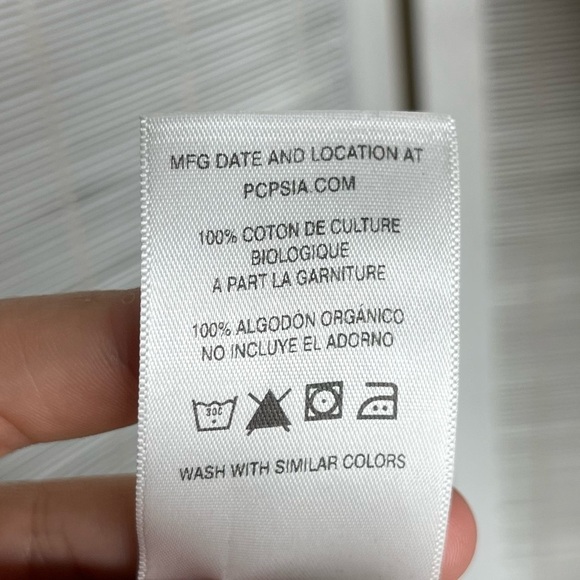 MFG DATE AND LOCATION AT
PCPSIA.COM
100% COTON DE CULTURE
BIOLOGIQUE
A PART LA GARNITURE
100% ALGODÓN ORGÁNICO
NO INCLUYE EL ADORNO
30C
WASH WITH SIMILAR COLORS